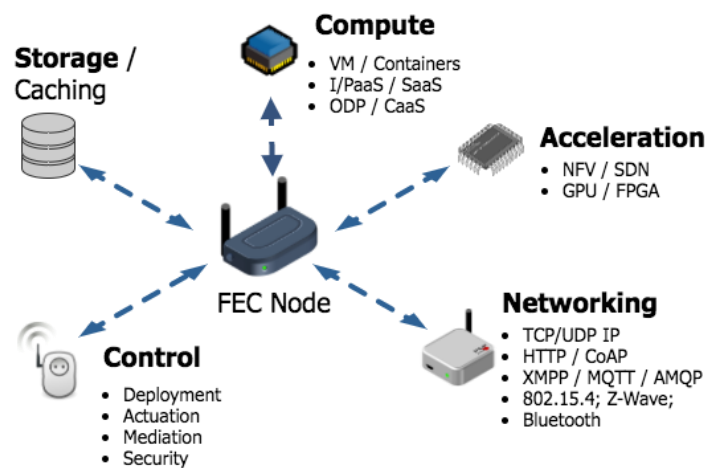 Compute
• VM / Containers
• I/PaaS / SaaS
• ODP / CaaS
Storage /
Caching
Acceleration
• NFV / SDN
• GPU / FPGA
FEC Node
Networking
• TCP/UDP IP
• HTTP / CoAP
• XMPP / MQTT / AMQP
• 802.15.4; Z-Wave;
• Bluetooth
Control
• Deployment
• Actuation
• Mediation
• Security